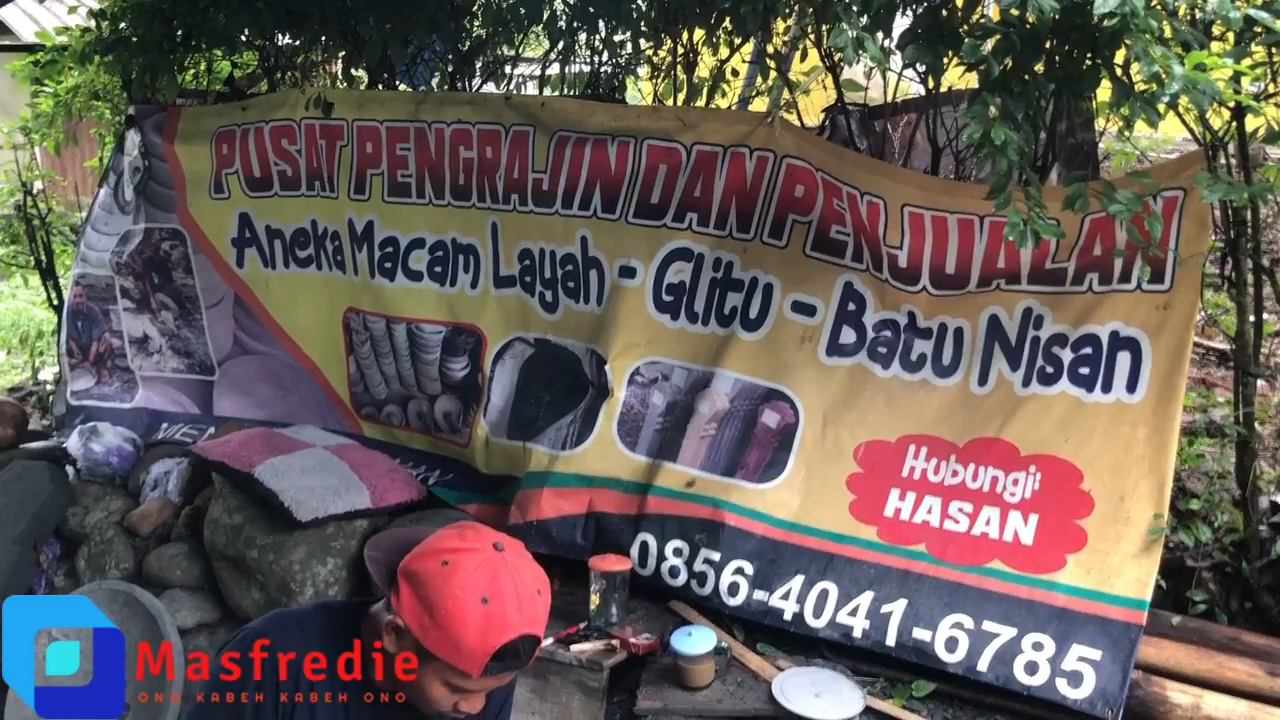 PUSAT PENGRAJIN DAN PENJUALAN
Aneka Macam Layah - Glitu - Batu Nisan
Hubungi:
HASAN
0856-4041-6785
Masfredie
ONO KABEH KABEH ONO